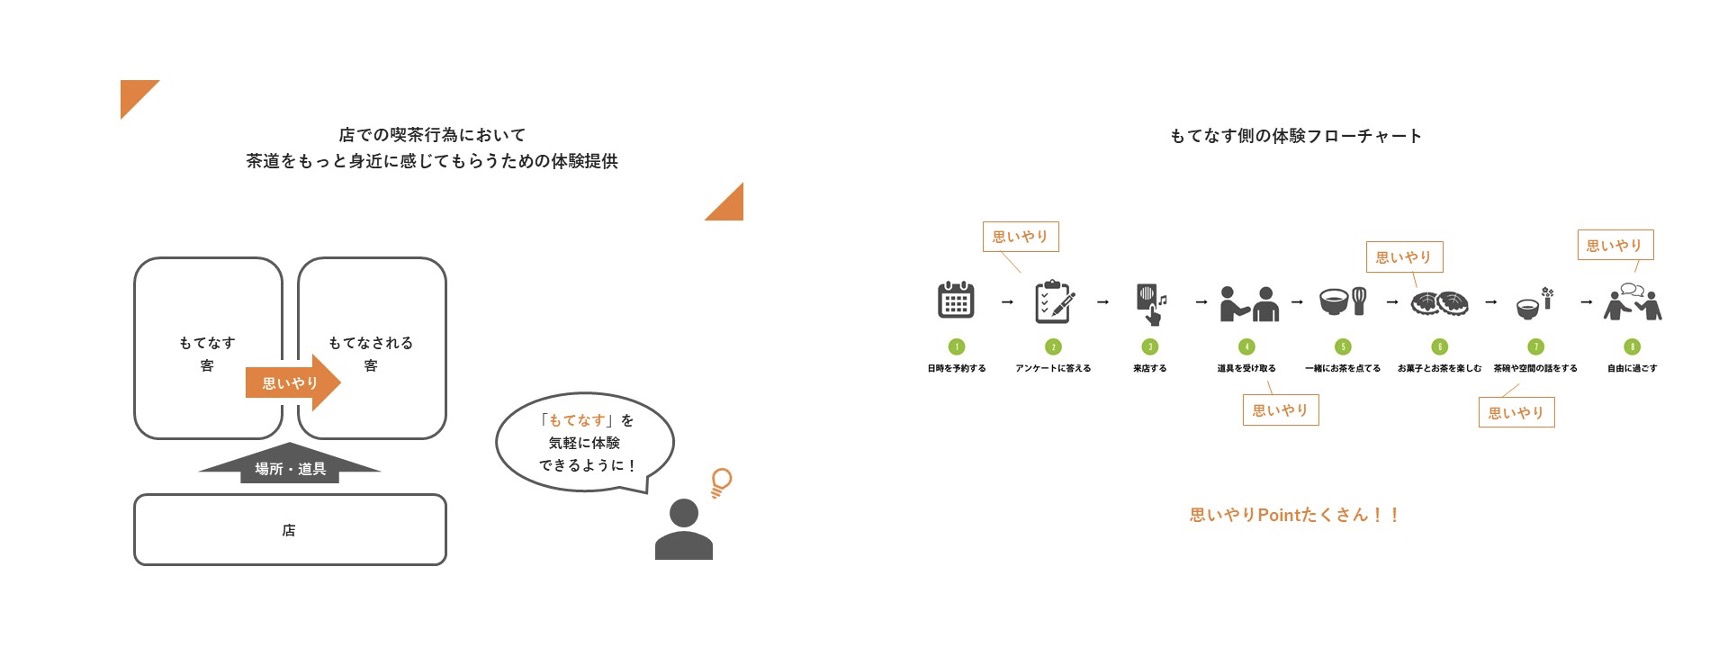 店での喫茶行為において
茶道をもっと身近に感じてもらうための体験提供
もてなす
客
思いやり
もてなされる
客
場所・道具
店
「もてなす」を
気軽に体験
できるように！
もてなす側の体験フローチャート
思いやり
思いやり
思いやり
1
2
3
4
5
6
7
8
日時を予約する
アンケートに答える
来店する
道具を受け取る
一緒にお茶を点てる
お菓子とお茶を楽しむ
茶碗や空間の話をする
自由に過ごす
思いやり
思いやり
思いやりPointたくさん！！